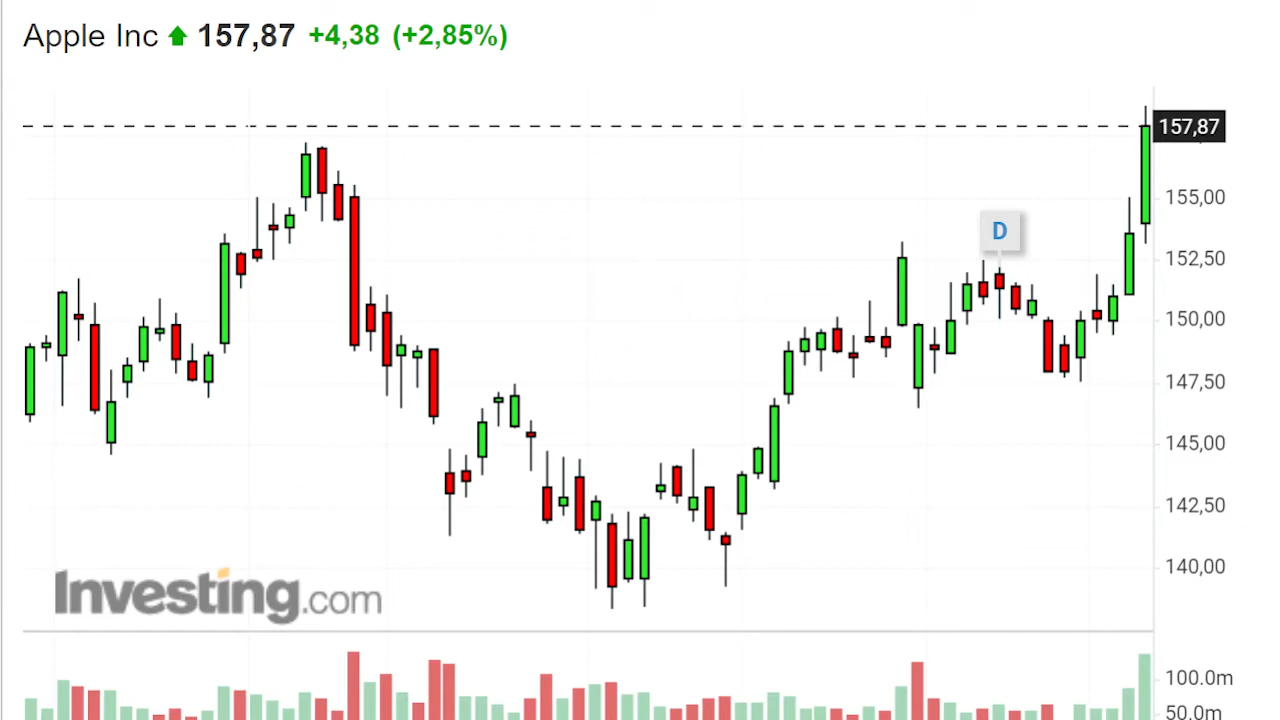 Apple Inc 157,87 +4,38 (+2,85%)
157,87
155,00
D
152,50
150,00
147,50
145,00
142,50
140,00
Investing.com
100.0m
50.0m